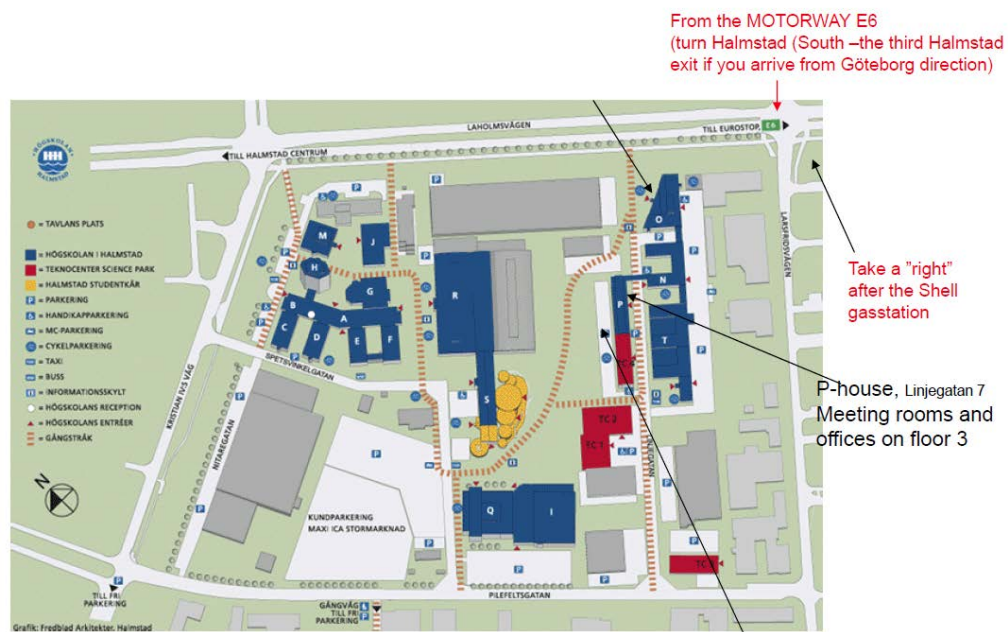 From the MOTORWAY E6
(turn Halmstad (South –the third Halmstad
exit if you arrive from Göteborg direction)
LAHOLMSVÄGEN
TILL EUROSTOP, E6
TILL HALMSTAD CENTRUM
HÖGSKOLAN
HALMSTAD
= TAVLANS PLATS
= HÖGSKOLAN I HALMSTAD
= TEKNOCENTER SCIENCE PARK
= HALMSTAD STUDENTKÅR
P = PARKERING
= HANDIKAPPARKERING
= MC-PARKERING
= CYKELPARKERING
= TAXI
= BUSS
= INFORMATIONSSKYLT
= HÖGSKOLANS RECEPTION
= HÖGSKOLANS ENTRÉER
= GÅNGSTRÅK
N
M
J
H
G
B
A
C
D
E
F
R
S
Q
I
O
N
P
T
TC 2
TC 1
LARSFRIDSVÄGEN
Take a "right"
after the Shell
gasstation
P-house, Linjegatan 7
Meeting rooms and
offices on floor 3
SPETSVINKELGATAN
KRISTIAN IV:S VÄG
NITAREGATAN
LINJEGATAN
KUNDPARKERING
MAXI ICA STORMARKNAD
PILEFELTSGATAN
TILL FRI
PARKERING
GÅNGVÄG
TILL FRI
PARKERING
Grafik: Fredblad Arkitekter, Halmstad